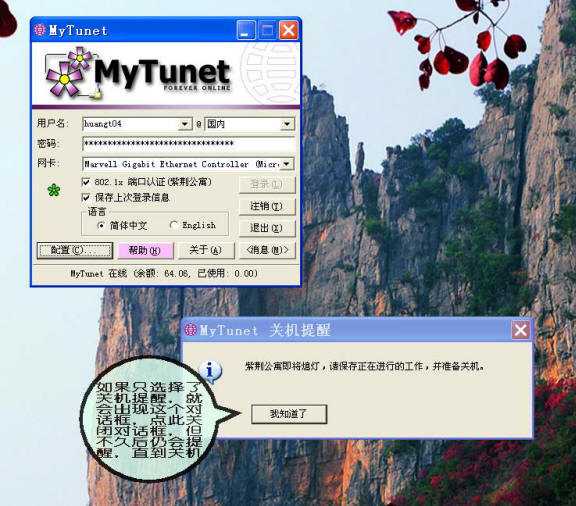 MyTunet
MyTunet
FOREVER ONLINE
用户名: huangt04 @ 国内
密码: ********************************
网卡: Marvell Gigabit Ethernet Controller (Micr
802.1x 端口认证(紫荆公寓) 登录(L)
保存上次登录信息 注销(T)
语言
简体中文 English 退出(X)
配置(C)...... 帮助(H) 关于(A) <消息(M)>
MyTunet 在线 (余额: 64.06, 已使用: 0.00)
MyTunet 关机提醒
紫荆公寓即将熄灯，请保存正在进行的工作，并准备关机。
我知道了
如果只选择了
关机提醒，就
会出现这个对
话框，点此关
闭对话框，但
不久后仍会提
醒，直到关机